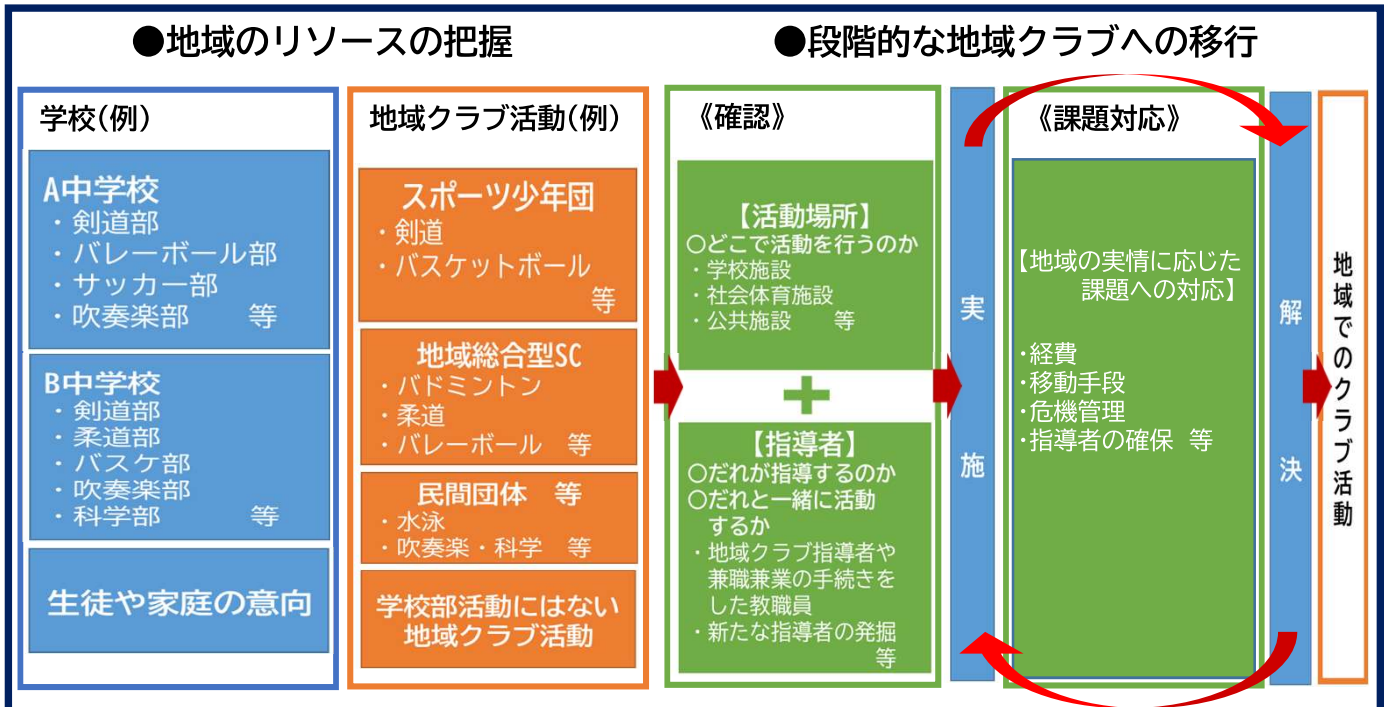 ●地域のリソースの把握
●段階的な地域クラブへの移行
学校(例)
A中学校
・剣道部
・バレーボール部
・サッカー部
・吹奏楽部　等
B中学校
・剣道部
・柔道部
・バスケ部
・吹奏楽部
・科学部　等
生徒や家庭の意向
地域クラブ活動(例)
スポーツ少年団
・剣道
・バスケットボール
等
地域総合型SC
・バドミントン
・柔道
・バレーボール　等
民間団体　等
・水泳
・吹奏楽・科学　等
学校部活動にはない
地域クラブ活動
《確認》
【活動場所】
○どこで活動を行うのか
・学校施設
・社会体育施設
・公共施設　等
【指導者】
○だれが指導するのか
○だれと一緒に活動
するか
・地域クラブ指導者や
兼職兼業の手続きを
した教職員
・新たな指導者の発掘
等
実施
《課題対応》
【地域の実情に応じた
課題への対応】
・経費
・移動手段
・危機管理
・指導者の確保　等
解決
地域でのクラブ活動